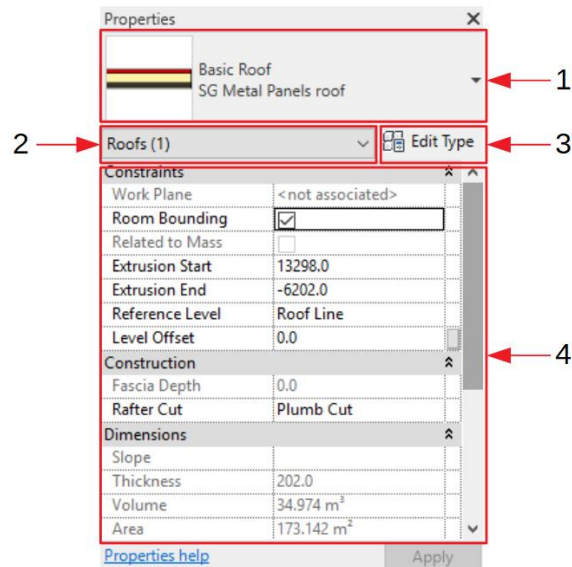 Properties
Basic Roof
SG Metal Panels roof
1
2
Roofs (1)
Edit Type
3
Constraints
Work Plane <not associated>
Room Bounding
Related to Mass
Extrusion Start 13298.0
Extrusion End -6202.0
Reference Level Roof Line
Level Offset 0.0
4
Construction
Fascia Depth 0.0
Rafter Cut Plumb Cut
Dimensions
Slope
Thickness 202.0
Volume 34.974 m³
Area 173.142 m²
Properties help
Apply